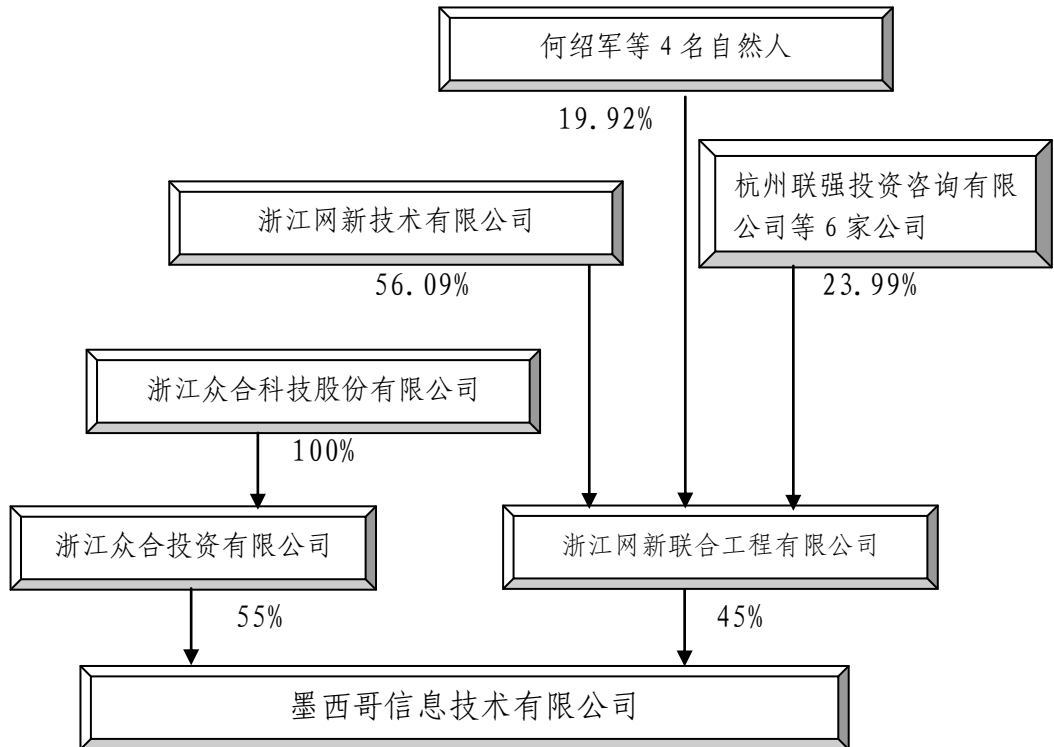 何绍军等 4 名自然人
19.92%
杭州联强投资咨询有限
公司等 6 家公司
浙江网新技术有限公司
56.09%
23.99%
浙江众合科技股份有限公司
100%
浙江众合投资有限公司
浙江网新联合工程有限公司
55%
45%
墨西哥信息技术有限公司